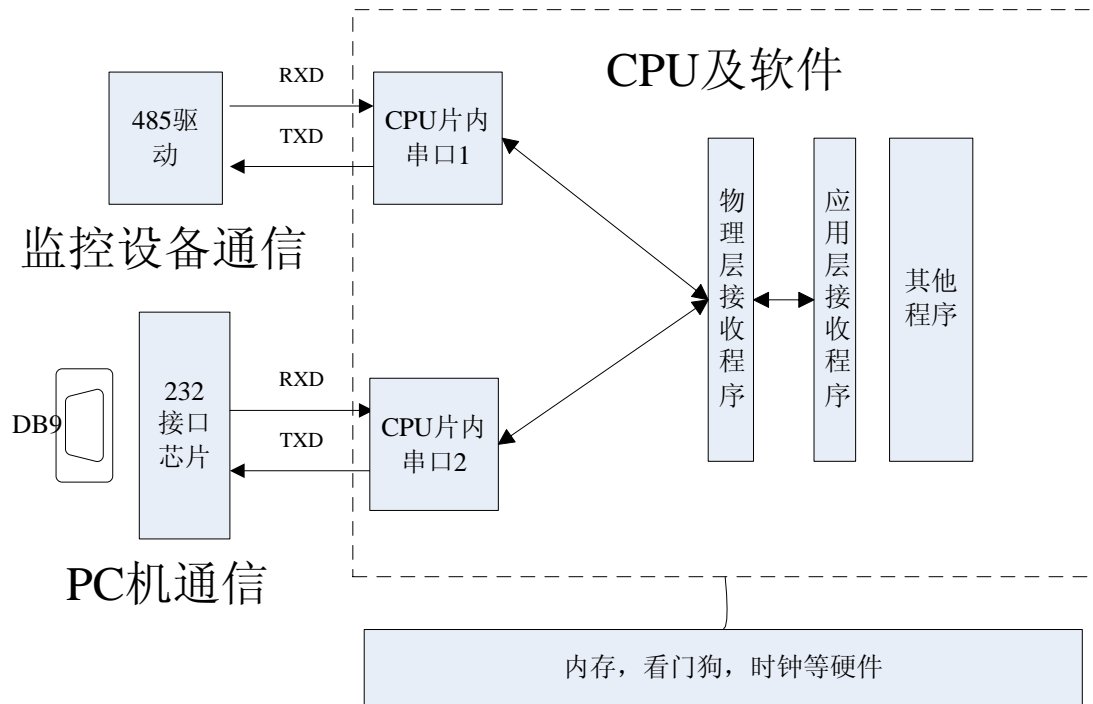 CPU及软件
RXD
485驱
动
TXD
CPU片内
串口1
监控设备通信
物理层接收程序
应用层接收程序
其他
程序
DB9
232
接口
芯片
RXD
TXD
CPU片内
串口2
PC机通信
内存，看门狗，时钟等硬件